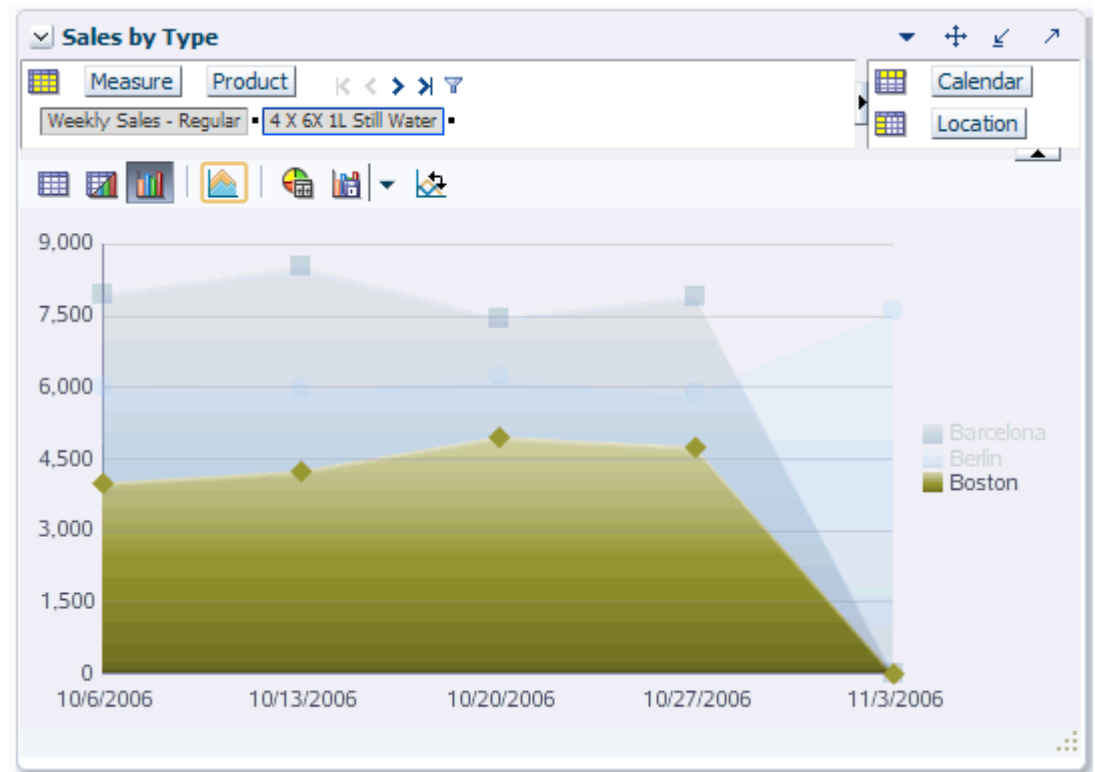 Sales by Type
Measure Product
Calendar
Weekly Sales - Regular 4 X 6X 1L Still Water
Location
9,000
7,500
6,000
4,500
3,000
1,500
0
Barcelona
Berlin
Boston
10/6/2006 10/13/2006 10/20/2006 10/27/2006 11/3/2006